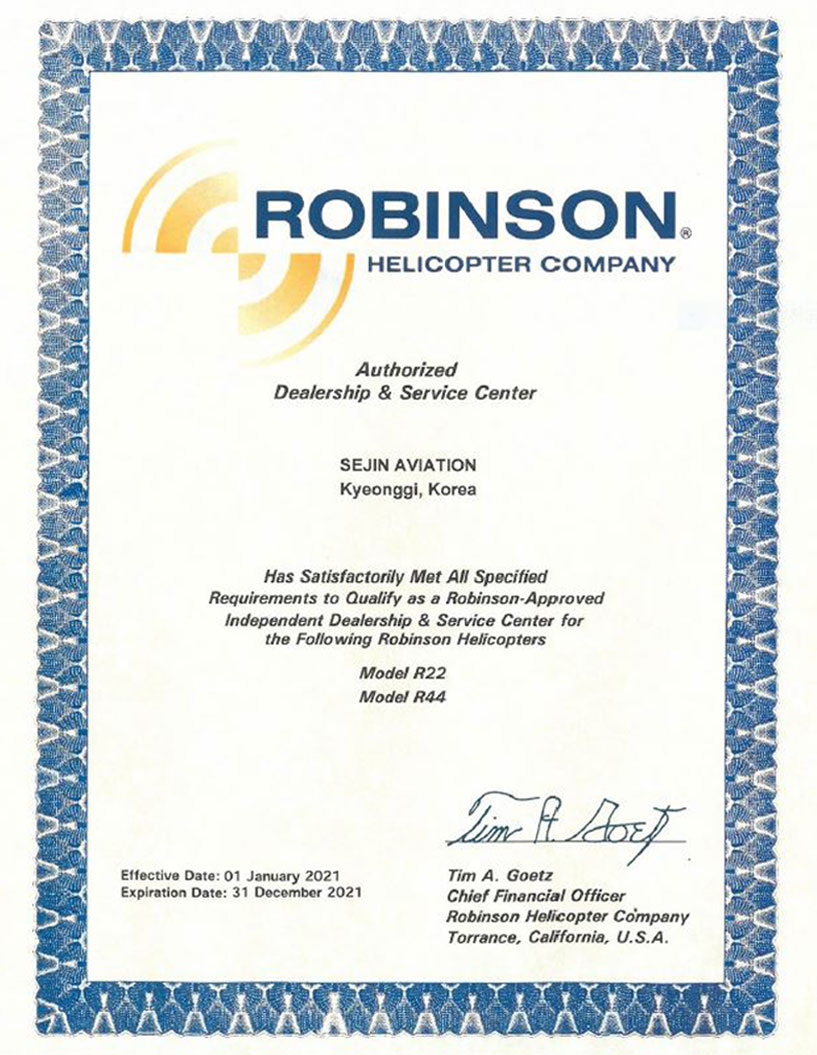 ROBINSON®
HELICOPTER COMPANY
Authorized
Dealership & Service Center
SEJIN AVIATION
Kyeonggi, Korea
Has Satisfactorily Met All Specified
Requirements to Qualify as a Robinson-Approved
Independent Dealership & Service Center for
the Following Robinson Helicopters
Model R22
Model R44
Tim A. Goetz
Effective Date: 01 January 2021
Expiration Date: 31 December 2021
Tim A. Goetz
Chief Financial Officer
Robinson Helicopter Company
Torrance, California, U.S.A.